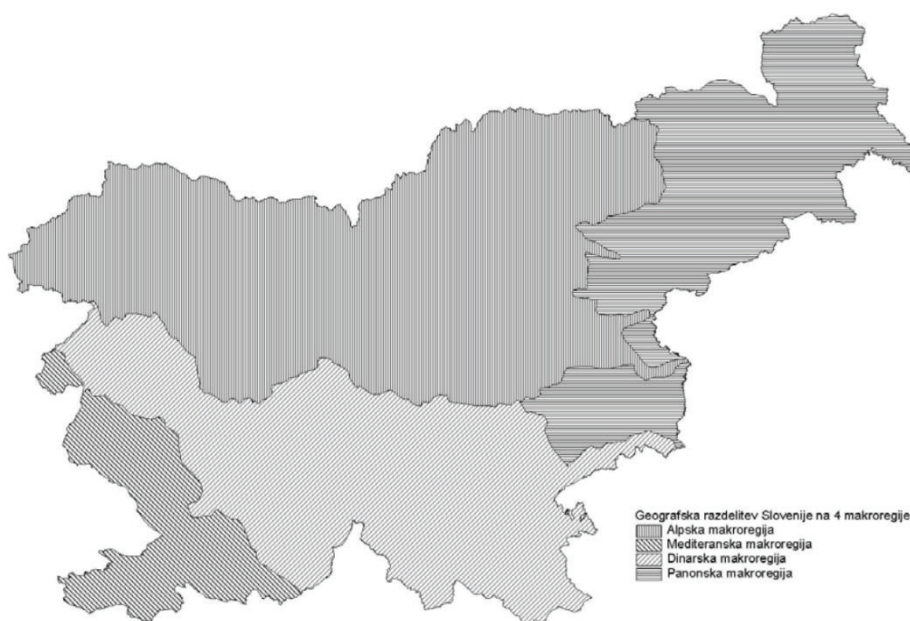 Geografska razdelitev Slovenije na 4 makroregije
Alpska makroregija
Mediteranska makroregija
Dinarska makroregija
Panonska makroregija